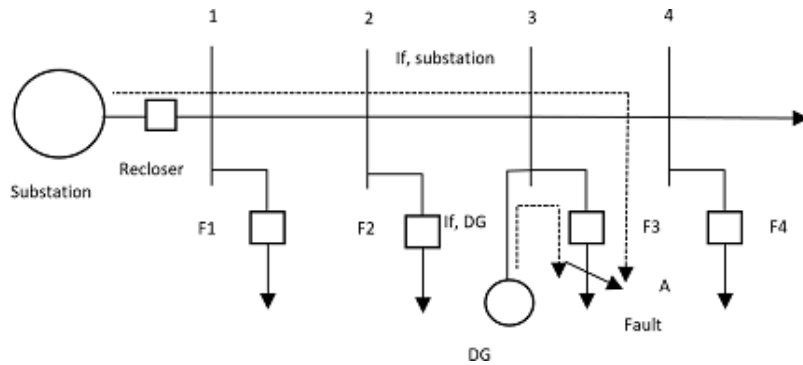 1
2
3
4
If, substation
Recloser
Substation
F1
F2
If, DG
F3
F4
A
Fault
DG